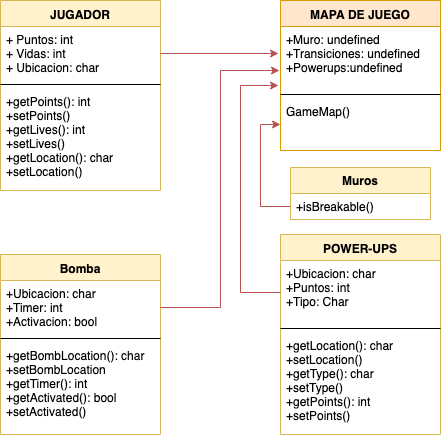 JUGADOR
+ Puntos: int
+ Vidas: int
+ Ubicacion: char
+getPoints(): int
+setPoints()
+getLives(): int
+setLives()
+getLocation(): char
+setLocation()
MAPA DE JUEGO
+Muro: undefined
+Transiciones: undefined
+Powerups:undefined
GameMap()
Muros
+isBreakable()
Bomba
+Ubicacion: char
+Timer: int
+Activacion: bool
+getBombLocation(): char
+setBombLocation
+getTimer(): int
+getActivated(): bool
+setActivated()
POWER-UPS
+Ubicacion: char
+Puntos: int
+Tipo: Char
+getLocation(): char
+setLocation()
+getType(): char
+setType()
+getPoints(): int
+setPoints()